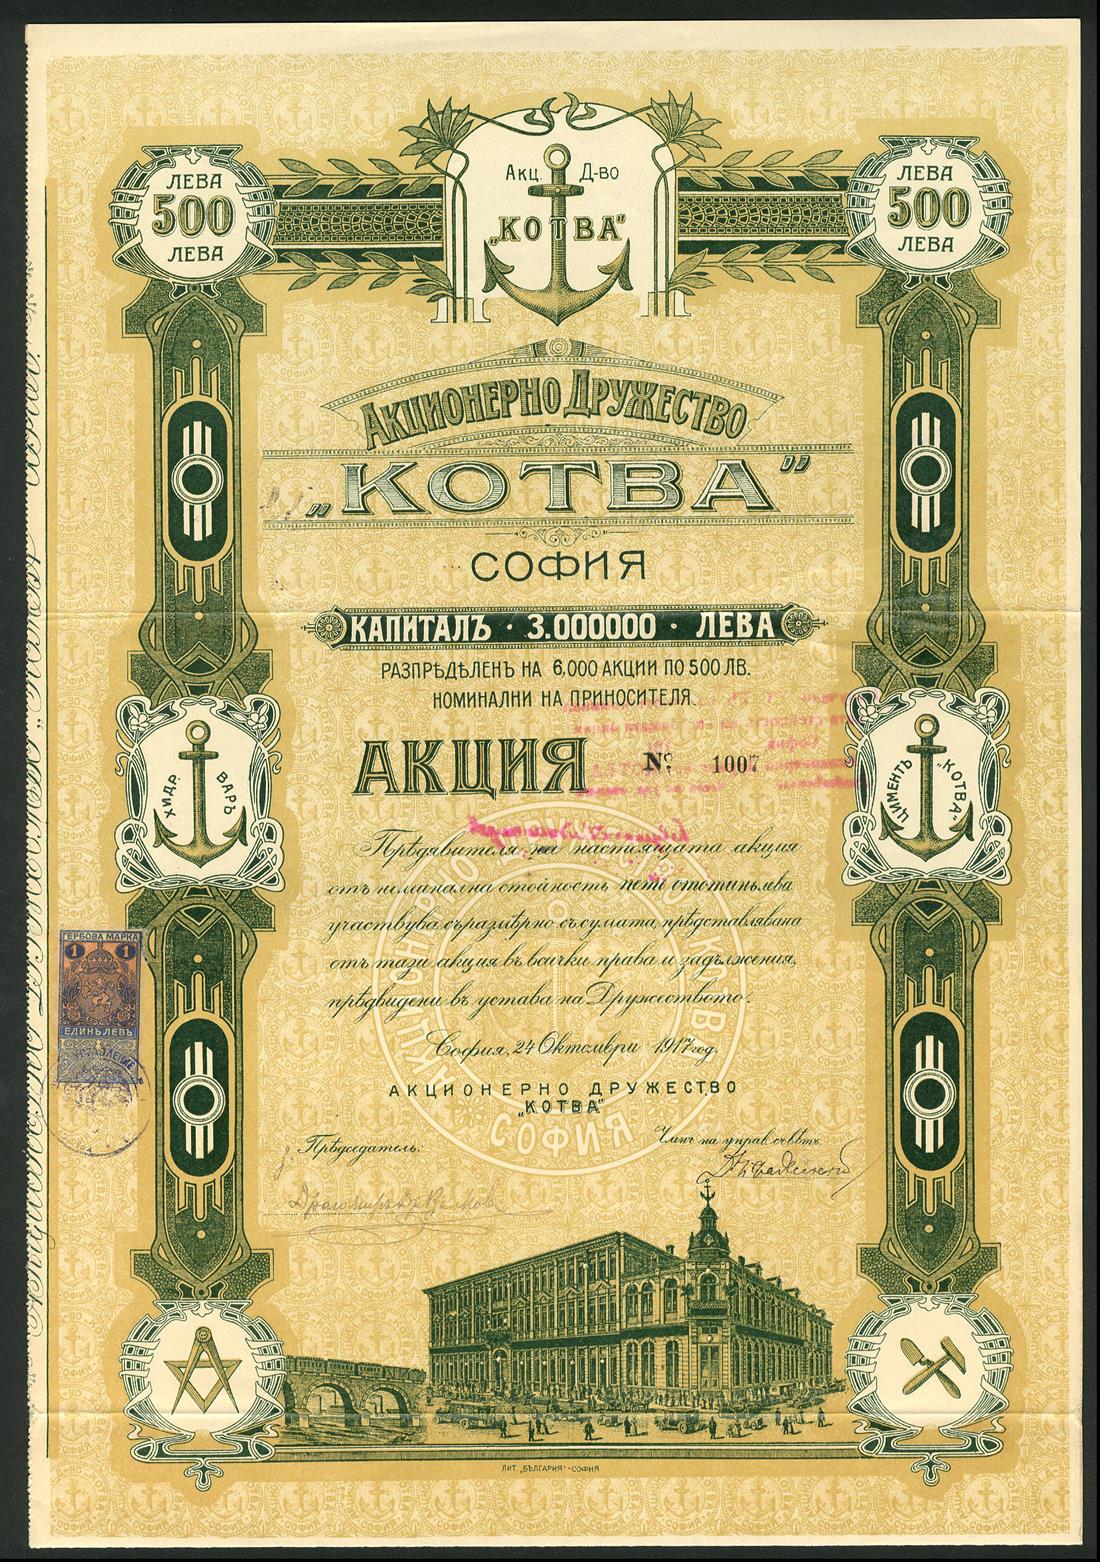 Акц. Д-во
„КОТВА"
ЛЕВА
500
ЛЕВА
ЛЕВА
500
ЛЕВА
АКЦИОНЕРНО ДРУЖЕСТВО
„КОТВА"
СОФИЯ
КАПИТАЛЪ · 3.000000 · ЛЕВА
РАЗПРѢДѢЛЕНЪ НА 6,000 АКЦИИ ПО 500 ЛВ.
НОМИНАЛНИ НА ПРИНОСИТЕЛЯ.
АКЦИЯ № 1007
ХИДР. ВАРЪ
ЦИМЕНТЪ „КОТВА"
Прѣдявителя на настоящата акция
отъ номинална стойность петь стотинь лева
участвува съразмѣрно съ сумата, прѣдставлявана
отъ тази акция въ всички права и задължения,
прѣдвидени въ устава на Дружеството.
София, 24 Октомври 1917 год.
АКЦИОНЕРНО ДРУЖЕСТВО
„КОТВА"
Прѣдседатель:
Членъ на управ. съвѣтъ:
ГЕРБОВА МАРКА
1 1
ЕДИНЪ ЛЕВЪ
АКЦИОНЕРНО ДРУЖЕСТВО КОТВА
СОФИЯ
ЛИТ. „БЪЛГАРИЯ"-СОФИЯ